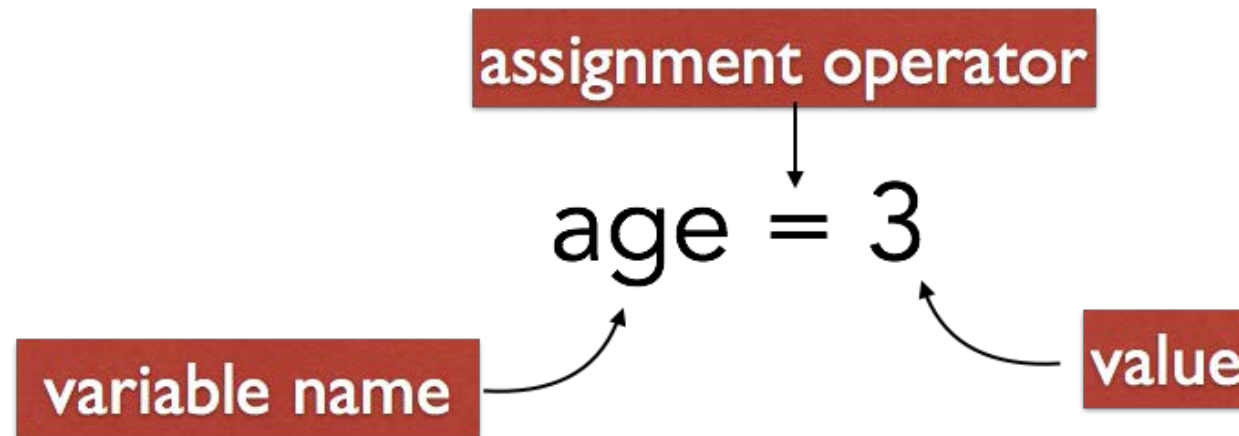 assignment operator
age = 3
variable name
value